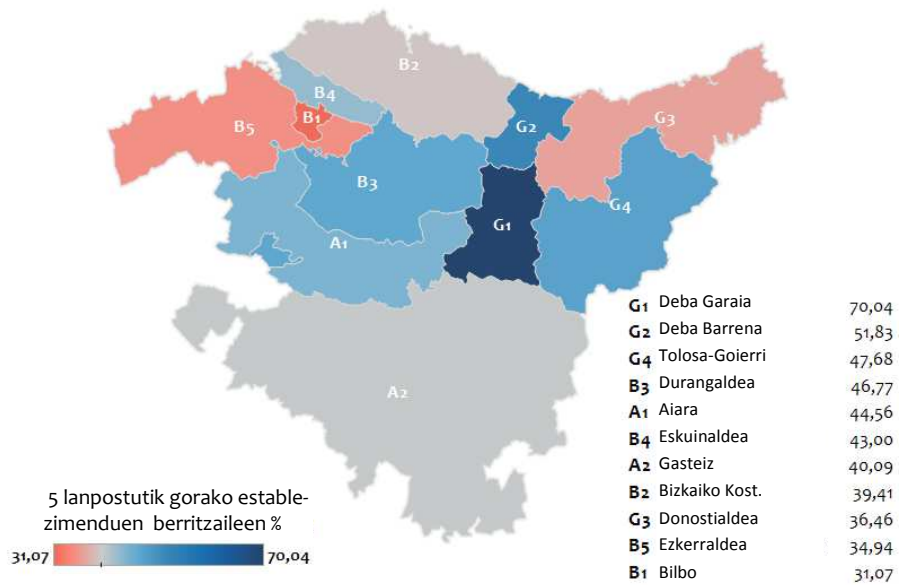 B2
B4
B1
B5
G2
G3
B3
G4
G1
A1
A2
G1 Deba Garaia 70,04
G2 Deba Barrena 51,83
G4 Tolosa-Goierri 47,68
B3 Durangaldea 46,77
A1 Aiara 44,56
B4 Eskuinaldea 43,00
A2 Gasteiz 40,09
B2 Bizkaiko Kost. 39,41
G3 Donostialdea 36,46
B5 Ezkerraldea 34,94
B1 Bilbo 31,07
5 lanpostutik gorako estable-
zimenduen berritzaileen %
31,07 70,04